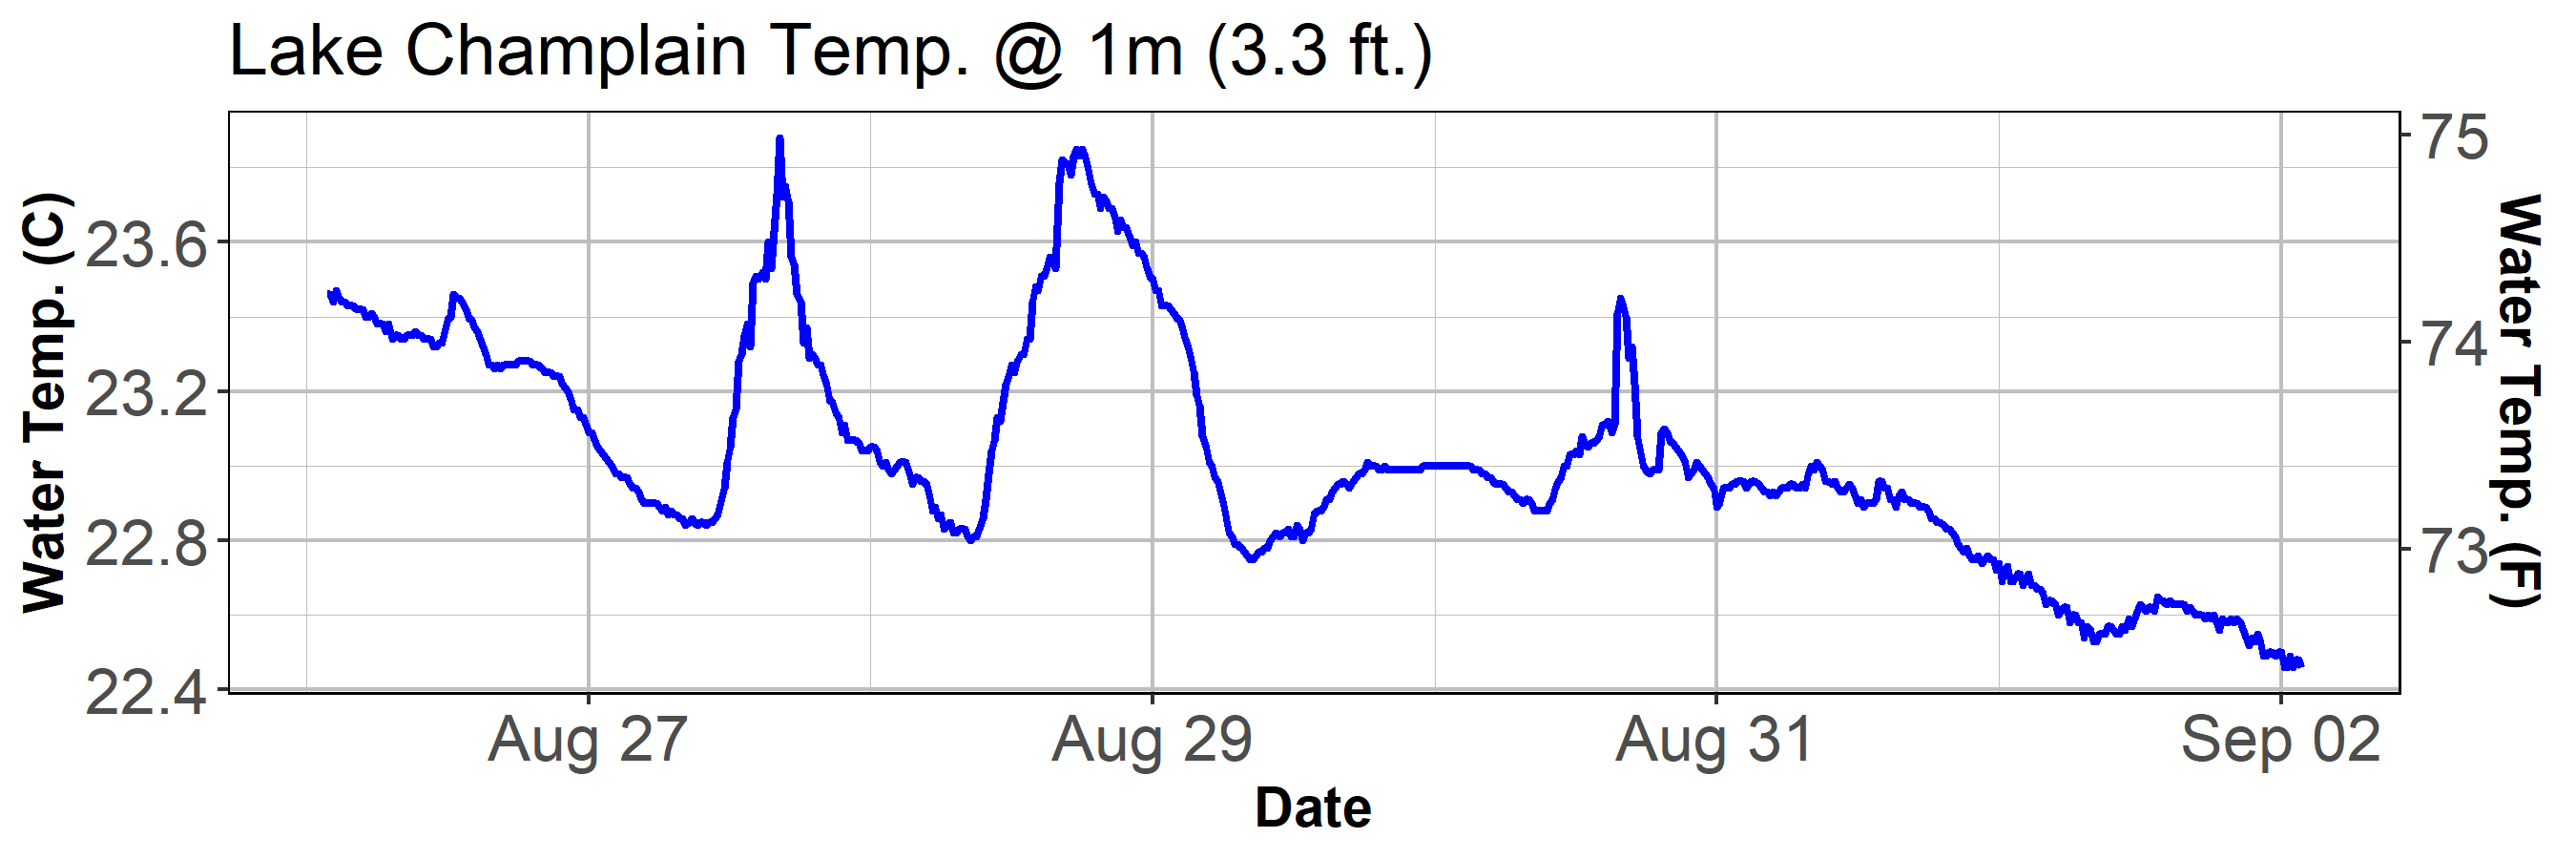 Lake Champlain Temp. @ 1m (3.3 ft.)
Water Temp. (C)
23.6
23.2
22.8
22.4
75
74
73
Water Temp. (F)
Aug 27 Aug 29 Aug 31 Sep 02
Date